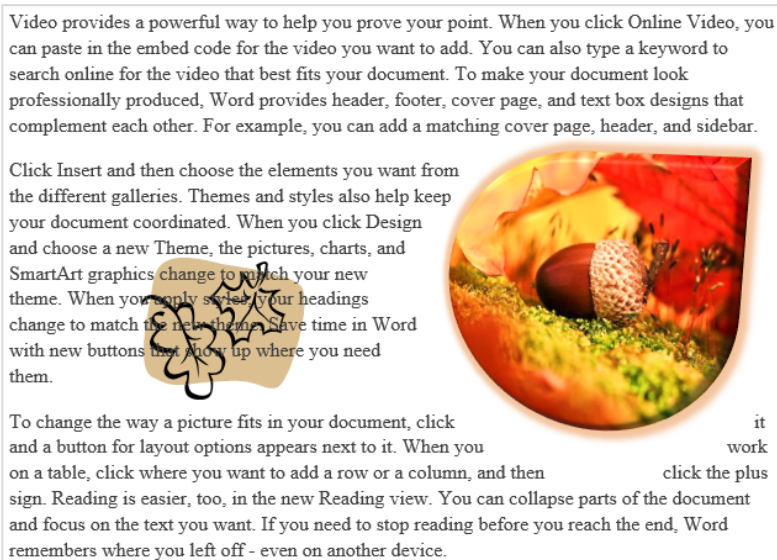 Video provides a powerful way to help you prove your point. When you click Online Video, you
can paste in the embed code for the video you want to add. You can also type a keyword to
search online for the video that best fits your document. To make your document look
professionally produced, Word provides header, footer, cover page, and text box designs that
complement each other. For example, you can add a matching cover page, header, and sidebar.
Click Insert and then choose the elements you want from
the different galleries. Themes and styles also help keep
your document coordinated. When you click Design
and choose a new Theme, the pictures, charts, and
SmartArt graphics change to match your new
theme. When you apply styles, your headings
change to match the new theme. Save time in Word
with new buttons that show up where you need
them.
To change the way a picture fits in your document, click it
and a button for layout options appears next to it. When you work
on a table, click where you want to add a row or a column, and then click the plus
sign. Reading is easier, too, in the new Reading view. You can collapse parts of the document
and focus on the text you want. If you need to stop reading before you reach the end, Word
remembers where you left off - even on another device.